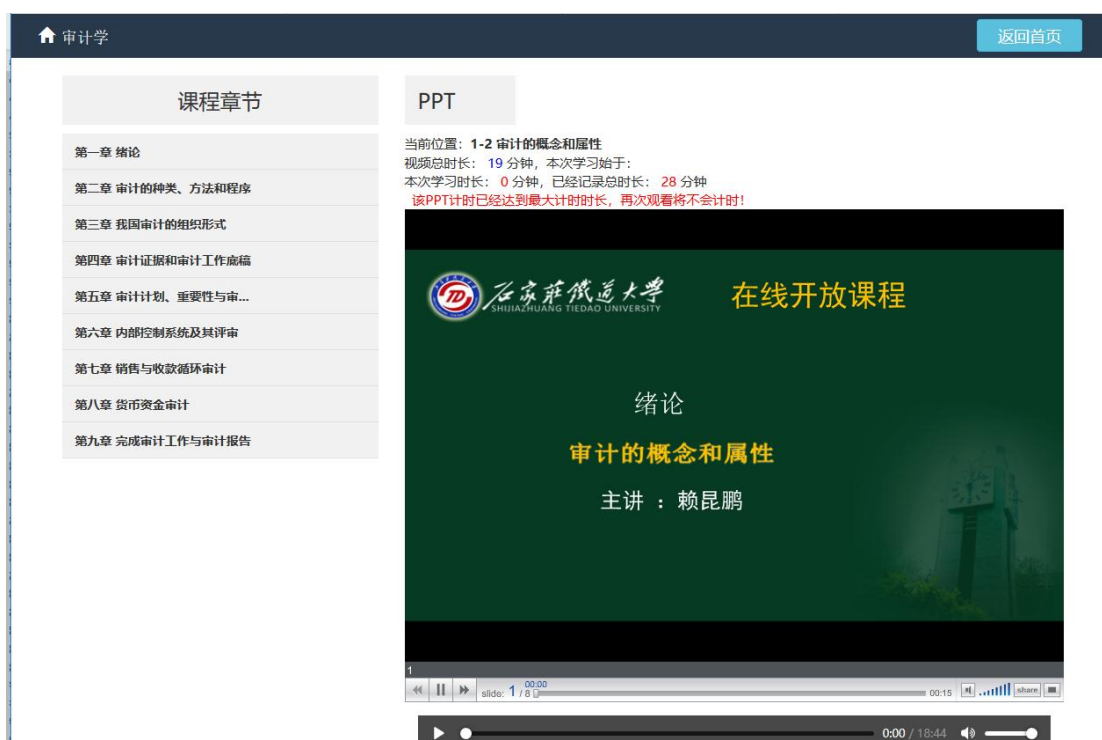 审计学
返回首页
课程章节
第一章 绪论
第二章 审计的种类、方法和程序
第三章 我国审计的组织形式
第四章 审计证据和审计工作底稿
第五章 审计计划、重要性与审...
第六章 内部控制系统及其评审
第七章 销售与收款循环审计
第八章 货币资金审计
第九章 完成审计工作与审计报告
PPT
当前位置：1-2 审计的概念和属性
视频总时长： 19 分钟，本次学习始于：
本次学习时长： 0 分钟，已经记录总时长： 28 分钟
该PPT计时已经达到最大计时时长，再次观看将不会计时！
石家庄铁道大学
SHIJIAZHUANG TIEDAO UNIVERSITY
在线开放课程
绪论
审计的概念和属性
主讲 ：赖昆鹏
1
slide: 1 / 8 00:00 00:15 share
0:00 / 18:44